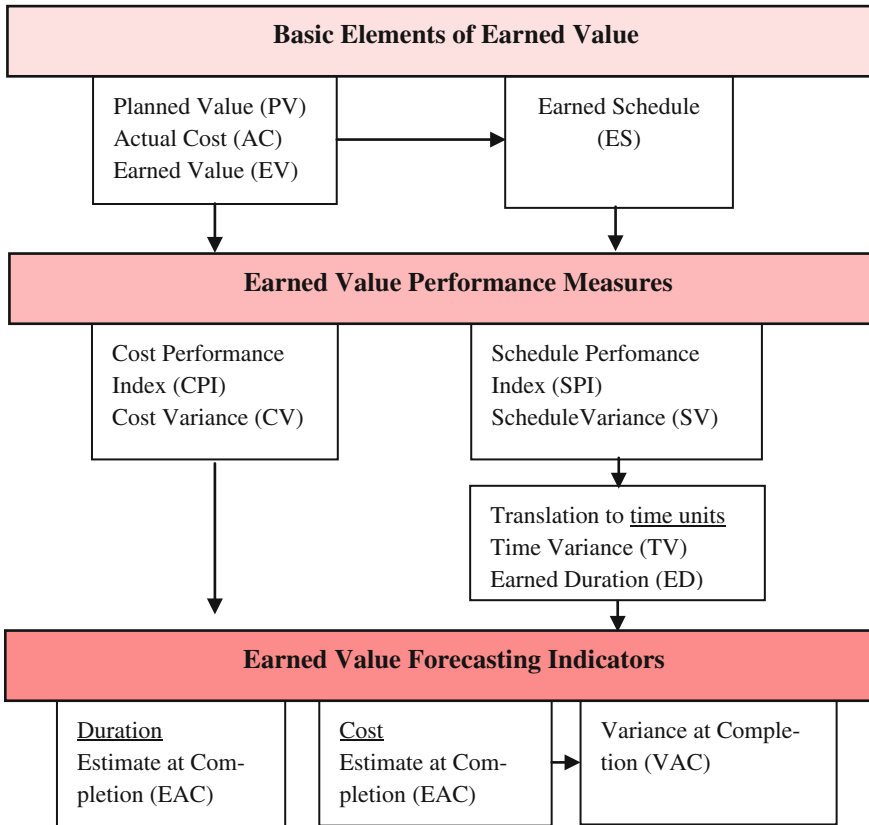 Basic Elements of Earned Value
Planned Value (PV)
Actual Cost (AC)
Earned Value (EV)
Earned Schedule
(ES)
Earned Value Performance Measures
Cost Performance
Index (CPI)
Cost Variance (CV)
Schedule Perfomance
Index (SPI)
ScheduleVariance (SV)
Translation to time units
Time Variance (TV)
Earned Duration (ED)
Earned Value Forecasting Indicators
Duration
Estimate at Com-
pletion (EAC)
Cost
Estimate at Com-
pletion (EAC)
Variance at Comple-
tion (VAC)